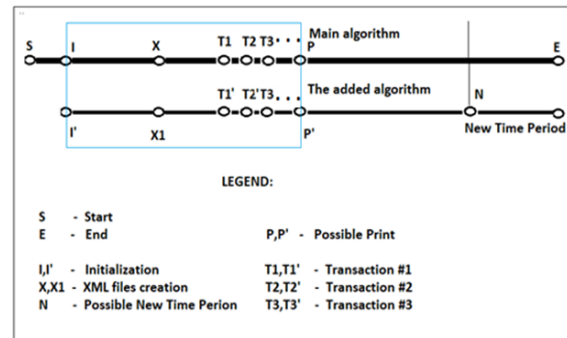 S I X T1 T2 T3 . . . P Main algorithm E
T1' T2' T3 . . . The added algorithm N
I' X1 P' New Time Period
LEGEND:
S - Start
E - End P,P' - Possible Print
I,I' - Initialization T1,T1' - Transaction #1
X,X1 - XML files creation T2,T2' - Transaction #2
N - Possible New Time Perion T3,T3' - Transaction #3